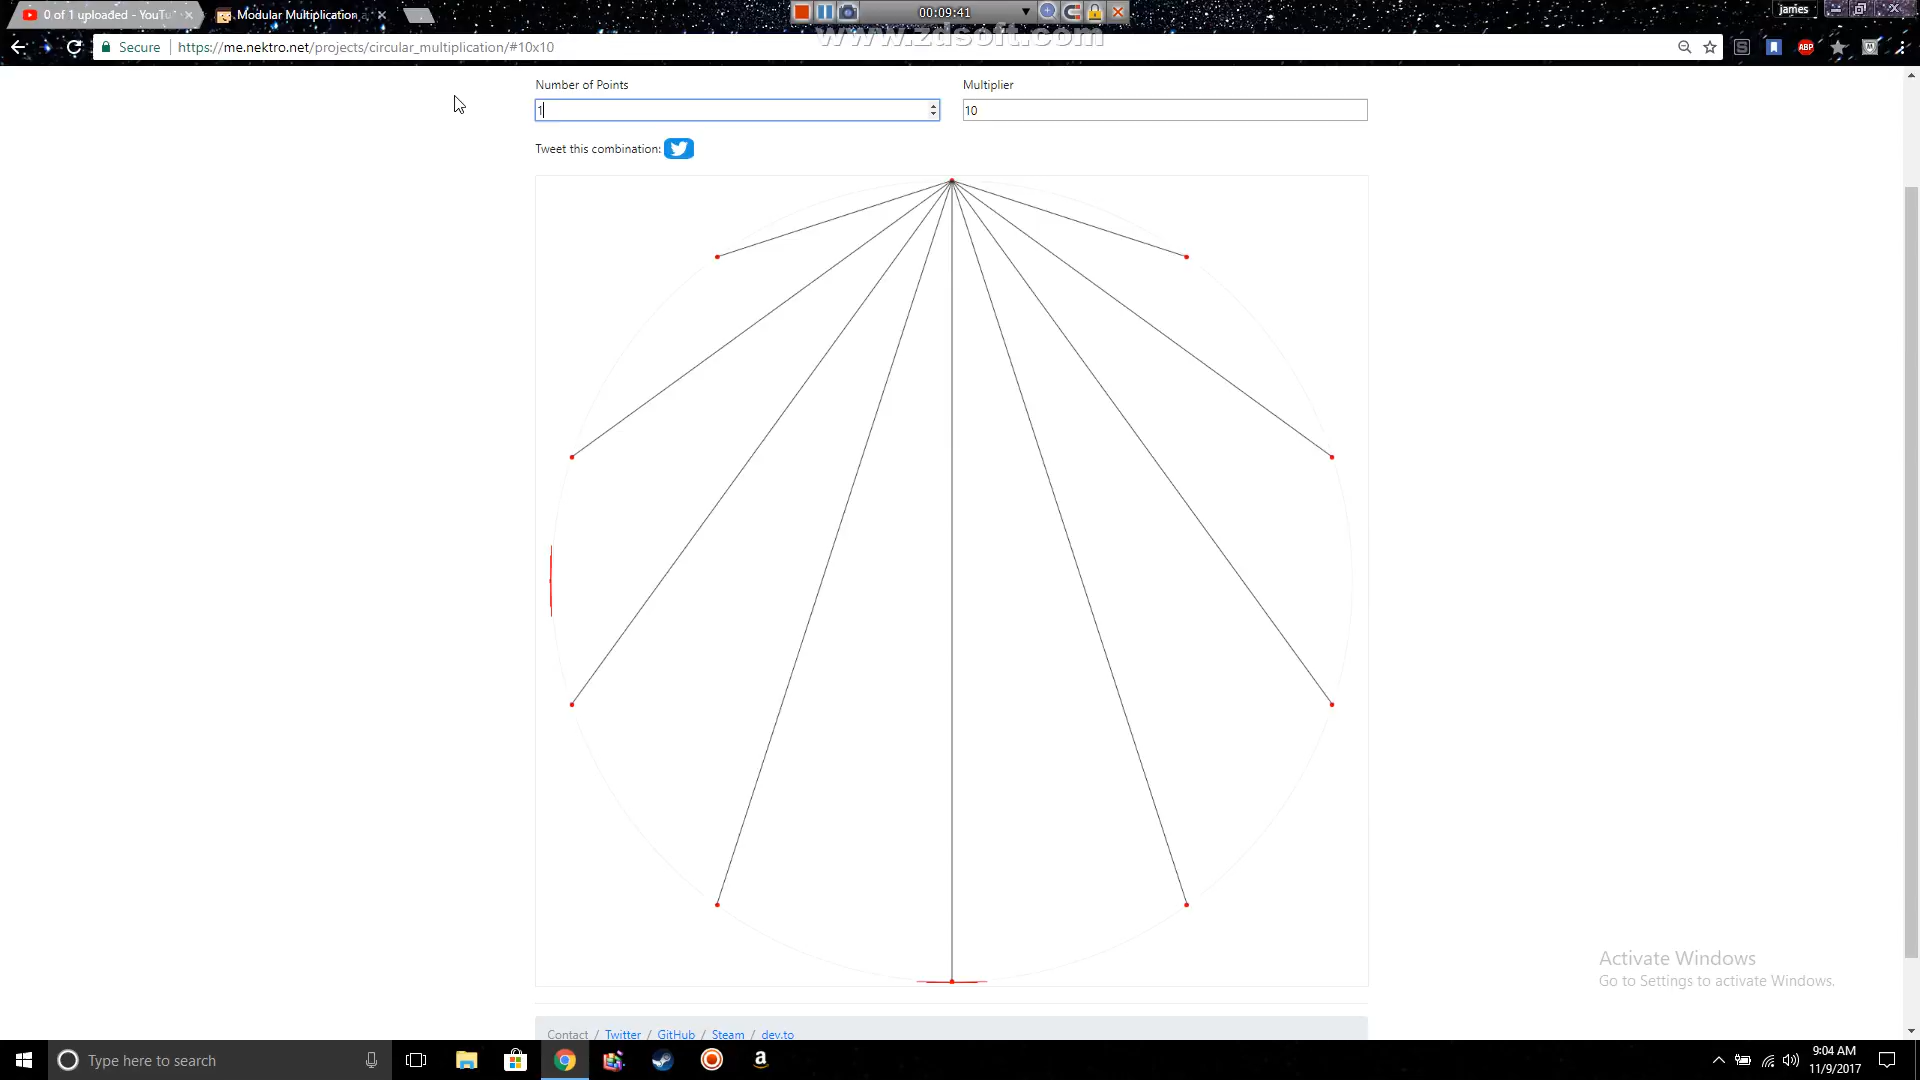 0 of 1 uploaded - YouTu
Modular Multiplication
00:09:41
james
www.zdsoft.com
Secure
https://me.nektro.net/projects/circular_multiplication/#10x10
ABP
Number of Points
Multiplier
1
10
Tweet this combination:
Activate Windows
Go to Settings to activate Windows.
Contact / Twitter / GitHub / Steam / dev.to
Type here to search
9:04 AM
11/9/2017